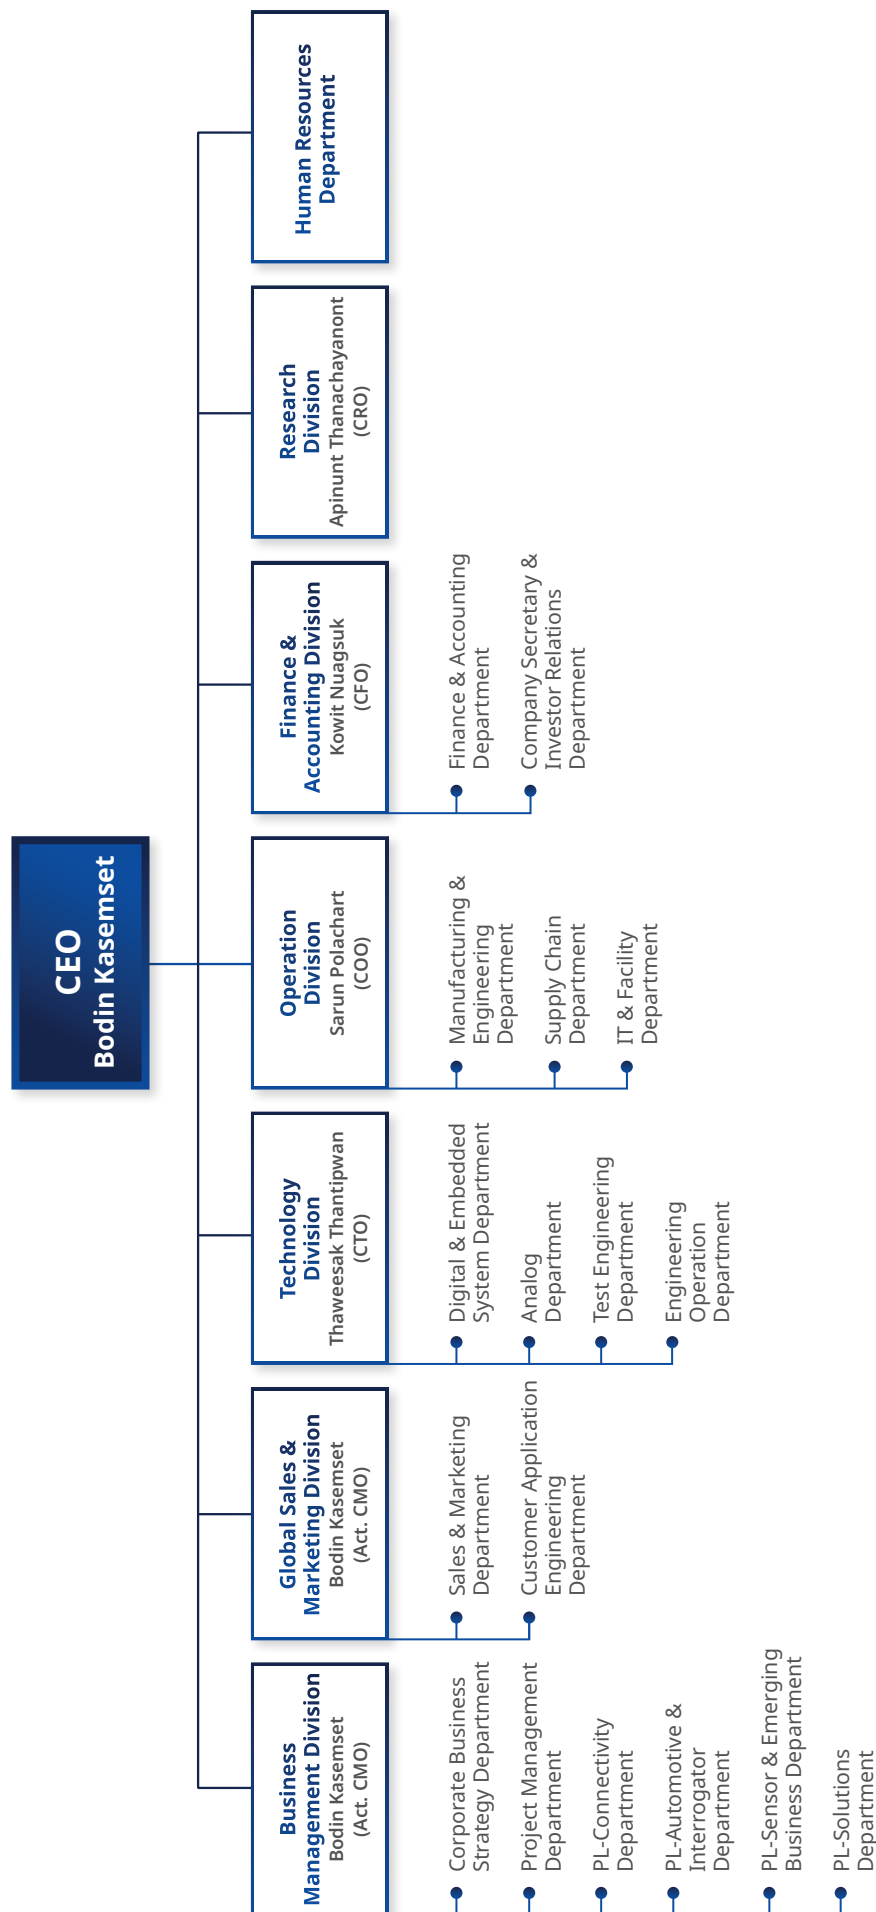 CEO
Bodin Kasemset
Business
Management Division
Bodin Kasemset
(Act. CMO)
Corporate Business
Strategy Department
Project Management
Department
PL-Connectivity
Department
PL-Automotive &
Interrogator
Department
PL-Sensor & Emerging
Business Department
PL-Solutions
Department
Global Sales &
Marketing Division
Bodin Kasemset
(Act. CMO)
Sales & Marketing
Department
Customer Application
Engineering
Department
Technology
Division
Thaweesak Thantipwan
(CTO)
Digital & Embedded
System Department
Analog
Department
Test Engineering
Department
Engineering
Operation
Department
Operation
Division
Sarun Polachart
(COO)
Manufacturing &
Engineering
Department
Supply Chain
Department
IT & Facility
Department
Finance &
Accounting Division
Kowit Nuagsuk
(CFO)
Finance & Accounting
Department
Company Secretary &
Investor Relations
Department
Research
Division
Apinunt Thanachayanont
(CRO)
Human Resources
Department